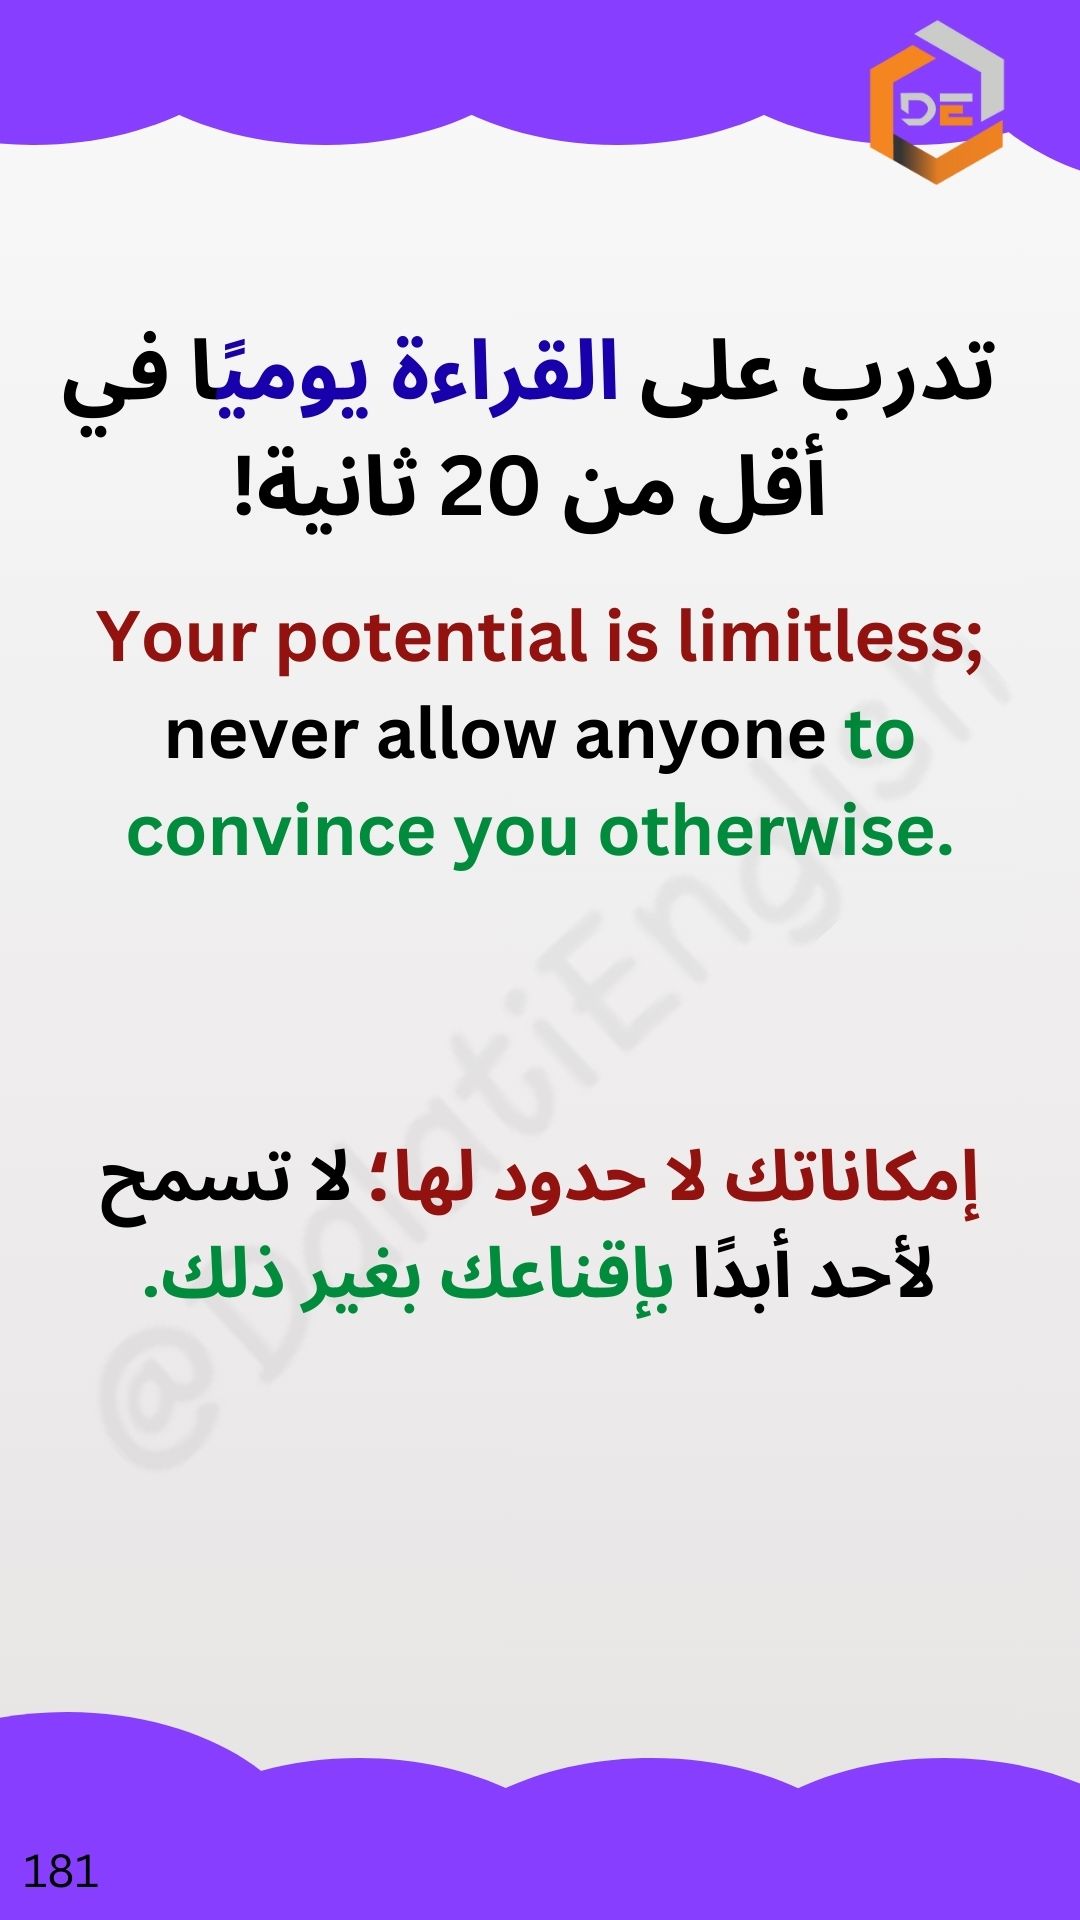 DE
تدرب على القراءة يوميًا في
أقل من 20 ثانية!
Your potential is limitless;
never allow anyone to
convince you otherwise.
إمكاناتك لا حدود لها؛ لا تسمح
لأحد أبدًا بإقناعك بغير ذلك.
@DdatiEnglish
181